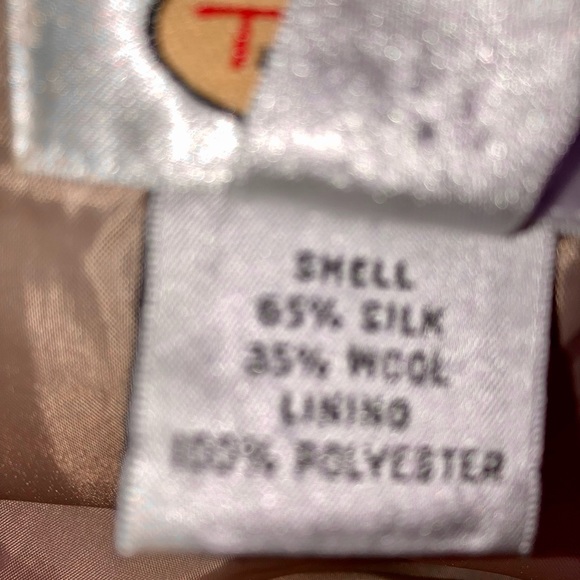 SHELL
65% SILK
35% WOOL
LINING
100% POLYESTER